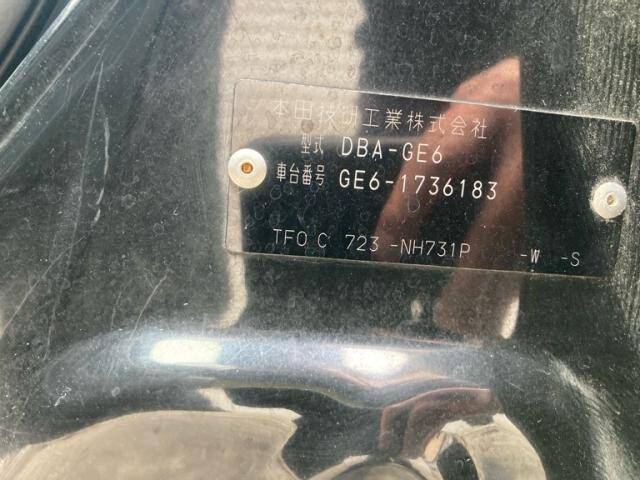 本田技研工業株式会社
型式 DBA-GE6
車台番号 GE6-1736183
TF0 C 723 -NH731P -W -S